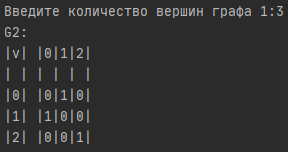 Введите количество вершин графа 1:3
G2:
|v| |0|1|2|
| | | | | |
|0| |0|1|0|
|1| |1|0|0|
|2| |0|0|1|